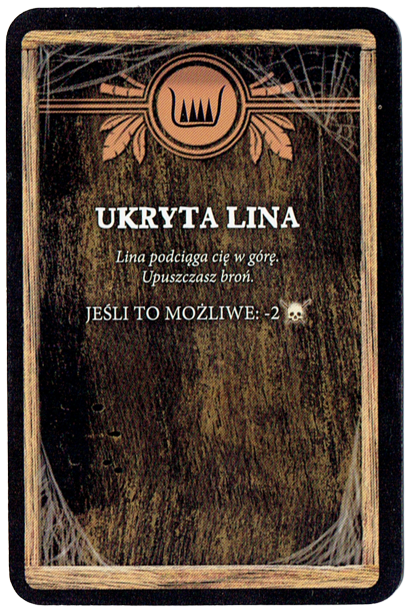 UKRYTA LINA
Lina podciąga cię w górę.
Upuszczasz broń.
JEŚLI TO MOŻLIWE: -2